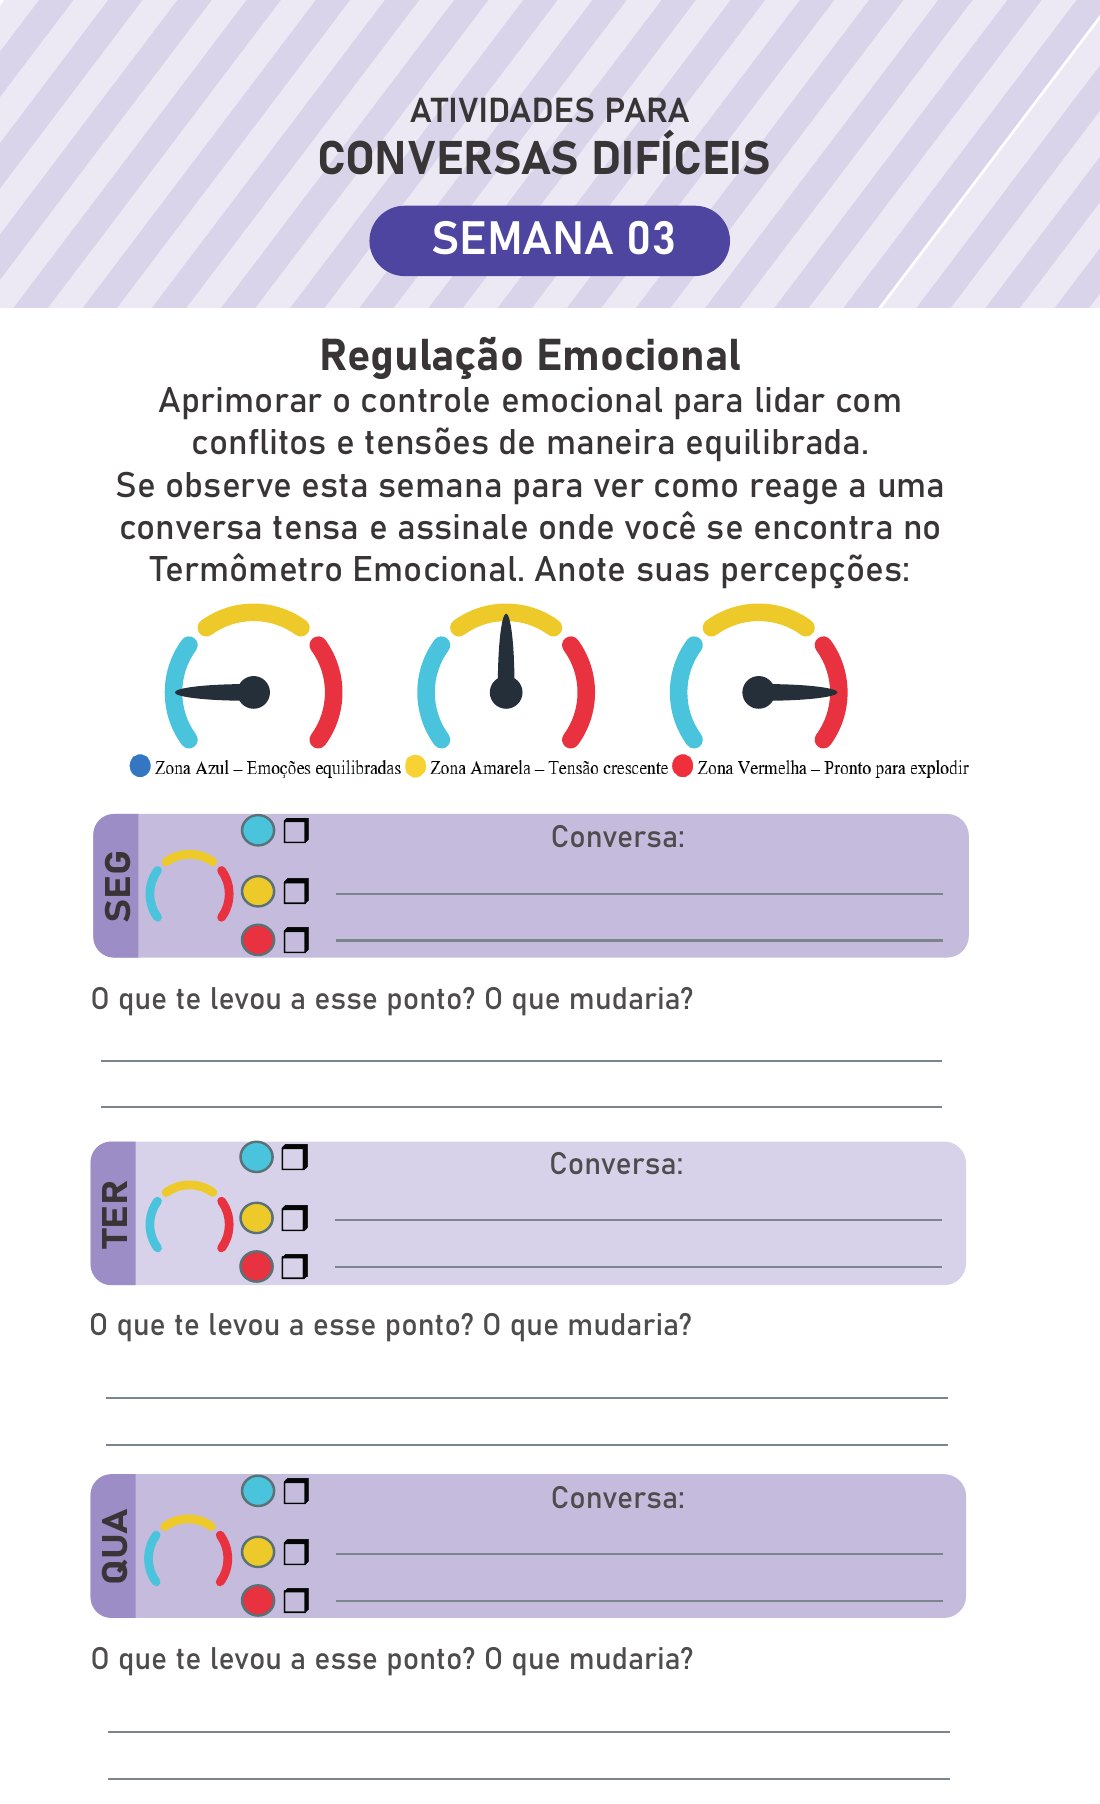 ATIVIDADES PARA
CONVERSAS DIFÍCEIS
SEMANA 03
Regulação Emocional
Aprimorar o controle emocional para lidar com
conflitos e tensões de maneira equilibrada.
Se observe esta semana para ver como reage a uma
conversa tensa e assinale onde você se encontra no
Termômetro Emocional. Anote suas percepções:
Zona Azul – Emoções equilibradas Zona Amarela – Tensão crescente Zona Vermelha – Pronto para explodir
SEG
Conversa:
O que te levou a esse ponto? O que mudaria?
TER
Conversa:
O que te levou a esse ponto? O que mudaria?
QUA
Conversa:
O que te levou a esse ponto? O que mudaria?